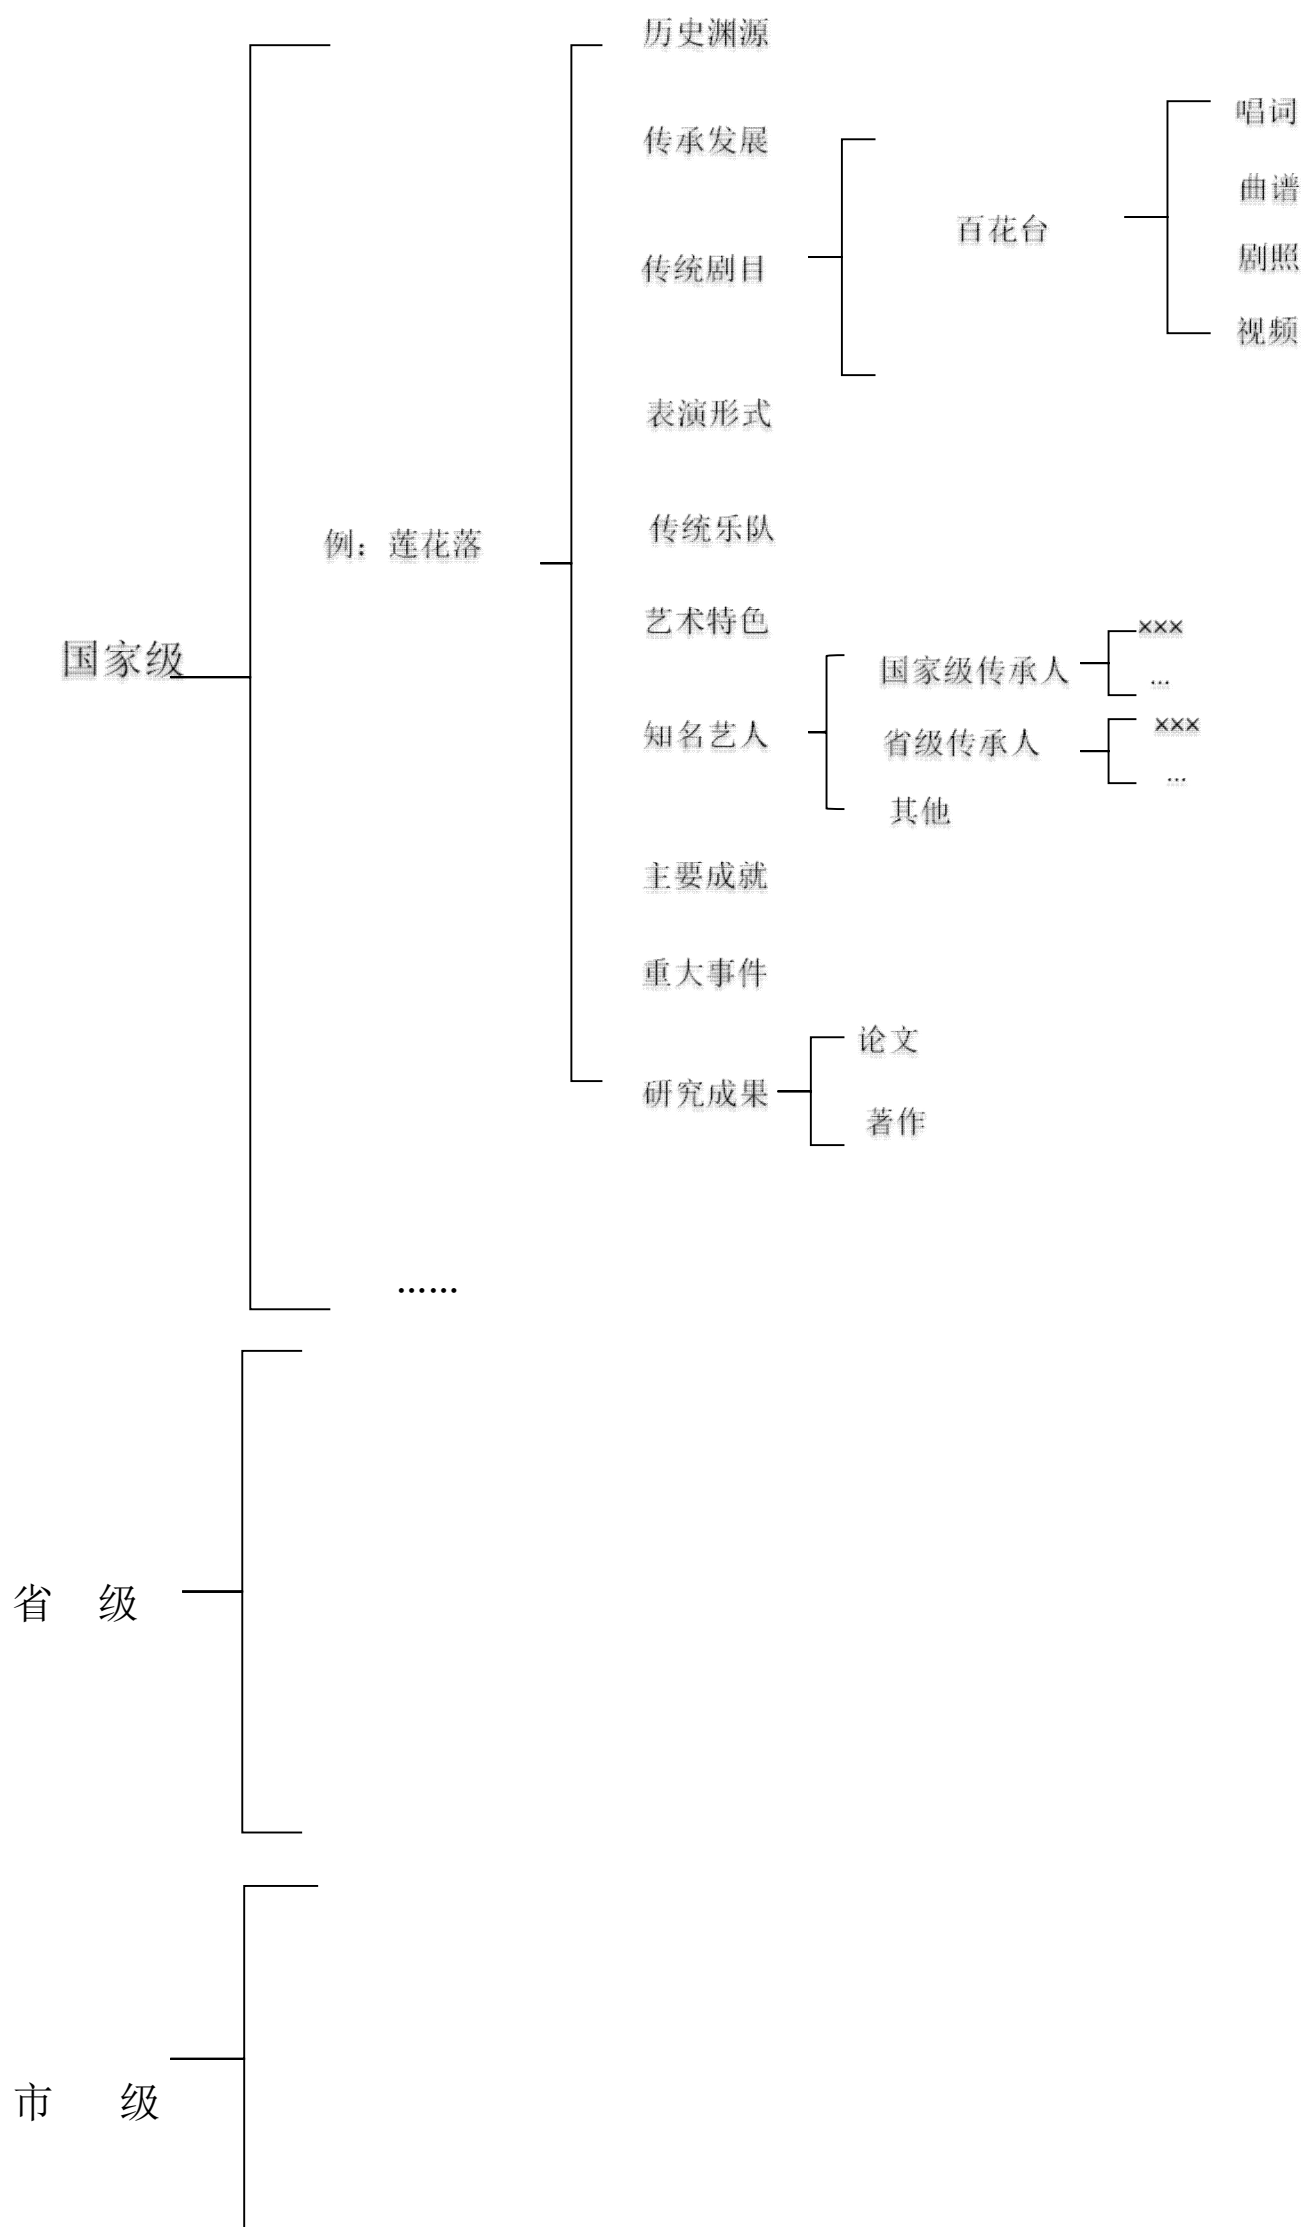 历史渊源
唱词
传承发展
曲谱
百花台
剧照
传统剧目
视频
表演形式
传统乐队
例：莲花落
艺术特色
×××
国家级
国家级传承人
...
×××
知名艺人
省级传承人
...
其他
主要成就
重大事件
论文
研究成果
著作
……
省 级
市 级